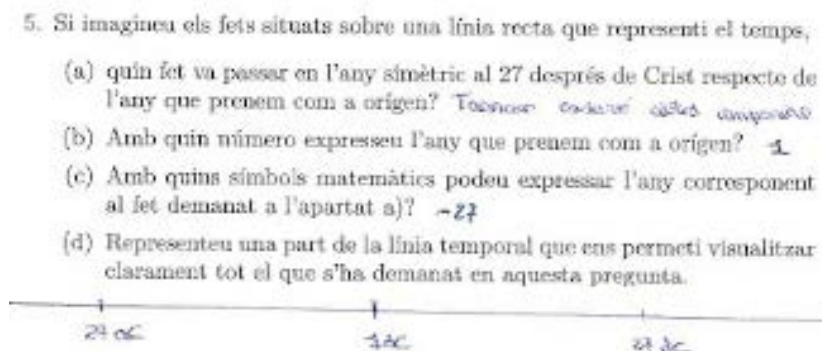 5. Si imagineu els fets situats sobre una línia recta que representi el temps,
(a) quin fet va passar en l'any simètric al 27 després de Crist respecte de
l'any que prenem com a orígen?
(b) Amb quin número expresseu l'any que prenem com a orígen? 1
(c) Amb quins símbols matemàtics podeu expressar l'any corresponent
al fet demanat a l'apartat a)? -27
(d) Representeu una part de la línia temporal que ens permeti visualitzar
clarament tot el que s'ha demanat en aquesta pregunta.
27 aC 1 dC 27 dC